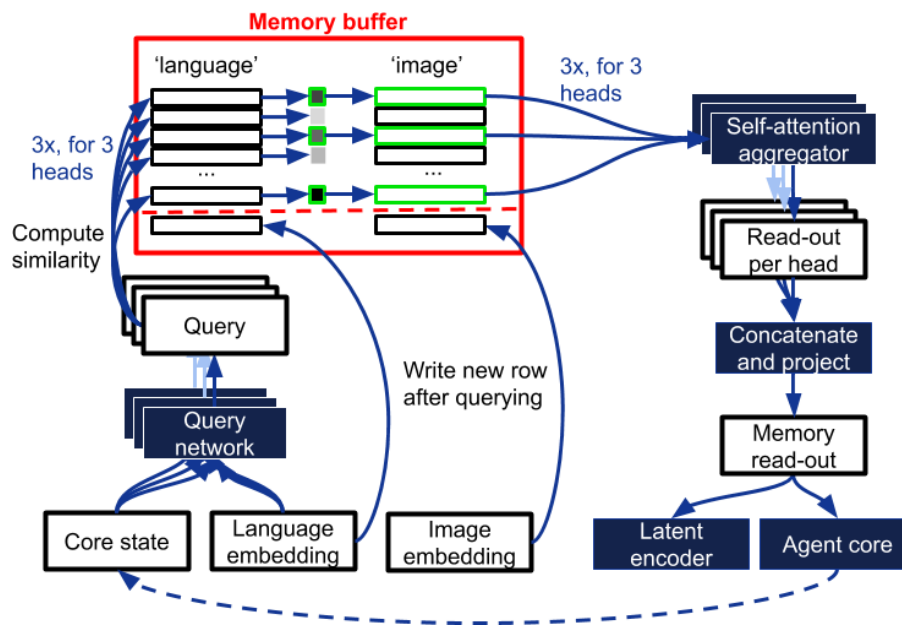 Memory buffer
'language'
'image'
3x, for 3
heads
3x, for 3
heads
...
...
Self-attention
aggregator
Compute
similarity
Read-out
per head
Query
Concatenate
and project
Write new row
after querying
Query
network
Memory
read-out
Core state
Language
embedding
Image
embedding
Latent
encoder
Agent core